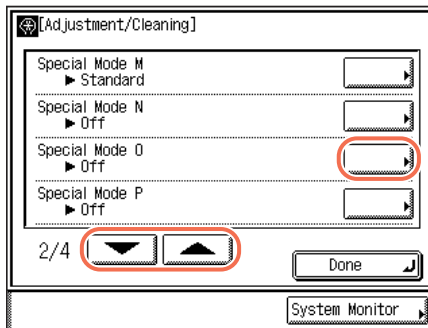 [Adjustment/Cleaning]
Special Mode M
▶ Standard
Special Mode N
▶ Off
Special Mode O
▶ Off
Special Mode P
▶ Off
2/4
Done
System Monitor